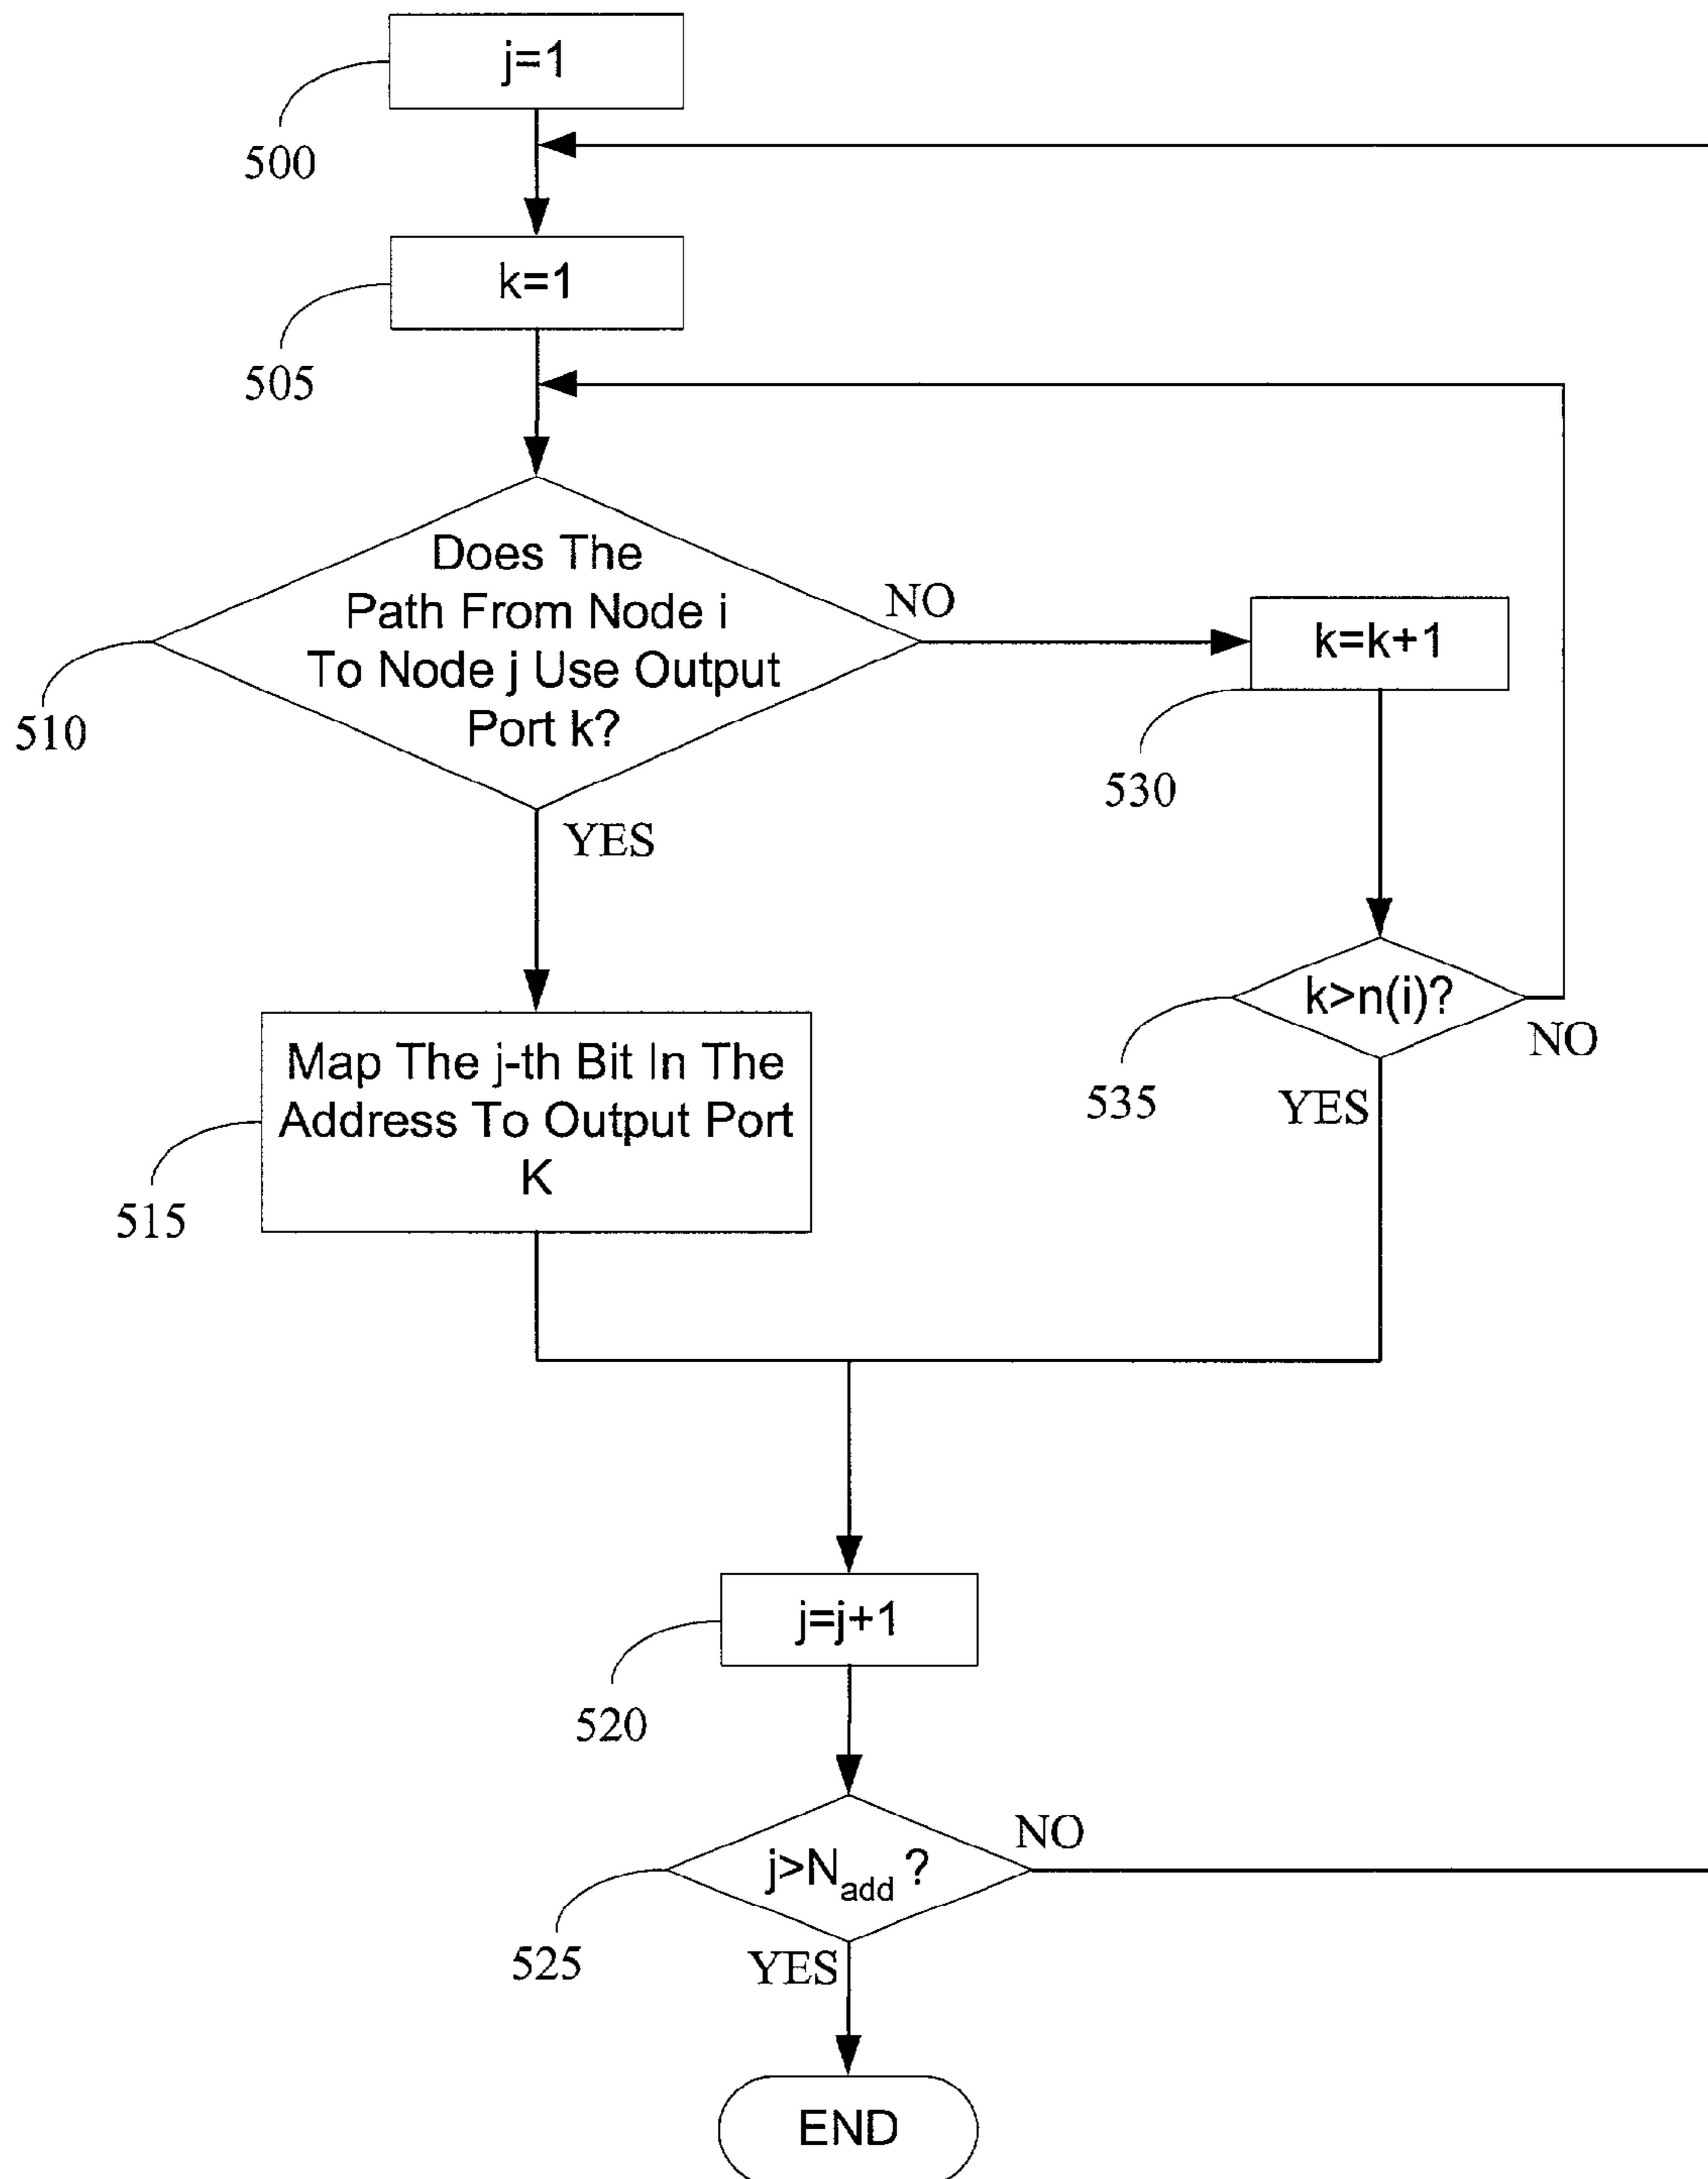 j=1
500
k=1
505
Does The
Path From Node i
To Node j Use Output
Port k?
510
NO
YES
k=k+1
530
k>n(i)?
535
NO
YES
Map The j-th Bit In The
Address To Output Port
K
515
j=j+1
520
j>N_add ?
525
NO
YES
END